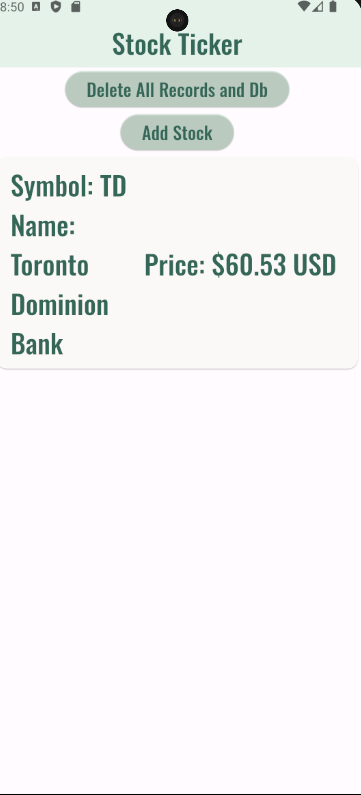 8:50
Stock Ticker
Delete All Records and Db
Add Stock
Symbol: TD
Name:
Toronto Price: $60.53 USD
Dominion
Bank